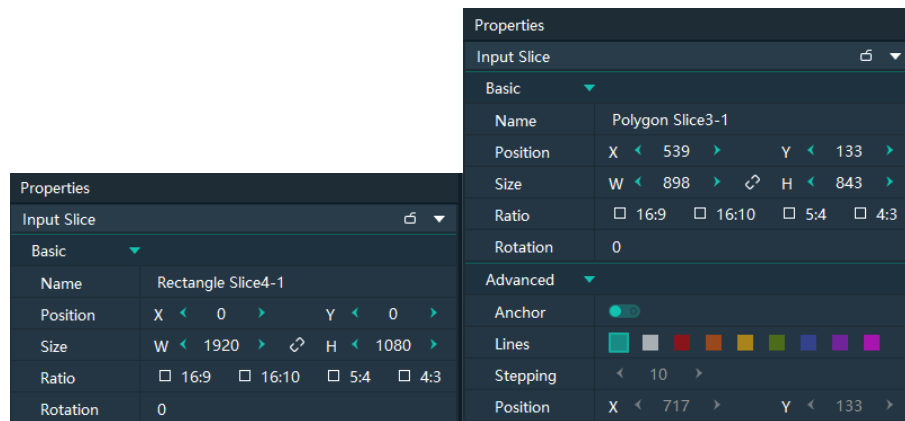 Properties
Input Slice
Basic
Name Rectangle Slice4-1
Position X 0 Y 0
Size W 1920 H 1080
Ratio 16:9 16:10 5:4 4:3
Rotation 0
Properties
Input Slice
Basic
Name Polygon Slice3-1
Position X 539 Y 133
Size W 898 H 843
Ratio 16:9 16:10 5:4 4:3
Rotation 0
Advanced
Anchor
Lines
Stepping 10
Position X 717 Y 133